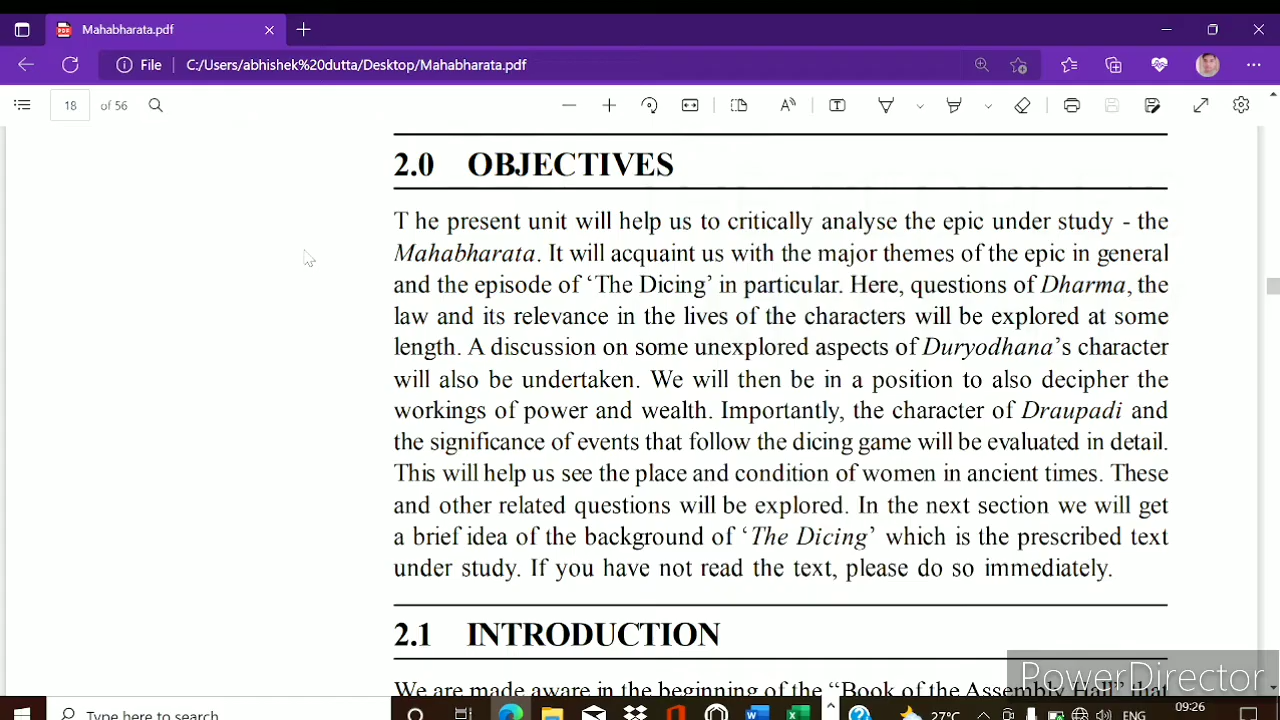 Mahabharata.pdf
File C:/Users/abhishek%20dutta/Desktop/Mahabharata.pdf
18 of 56
2.0 OBJECTIVES
T he present unit will help us to critically analyse the epic under study - the
Mahabharata. It will acquaint us with the major themes of the epic in general
and the episode of ‘The Dicing’ in particular. Here, questions of Dharma, the
law and its relevance in the lives of the characters will be explored at some
length. A discussion on some unexplored aspects of Duryodhana’s character
will also be undertaken. We will then be in a position to also decipher the
workings of power and wealth. Importantly, the character of Draupadi and
the significance of events that follow the dicing game will be evaluated in detail.
This will help us see the place and condition of women in ancient times. These
and other related questions will be explored. In the next section we will get
a brief idea of the background of ‘The Dicing’ which is the prescribed text
under study. If you have not read the text, please do so immediately.
2.1 INTRODUCTION
We are made aware in the beginning of the “Book of the Assembly Hall” that
PowerDirector
Type here to search
27°C
ENG
09:26